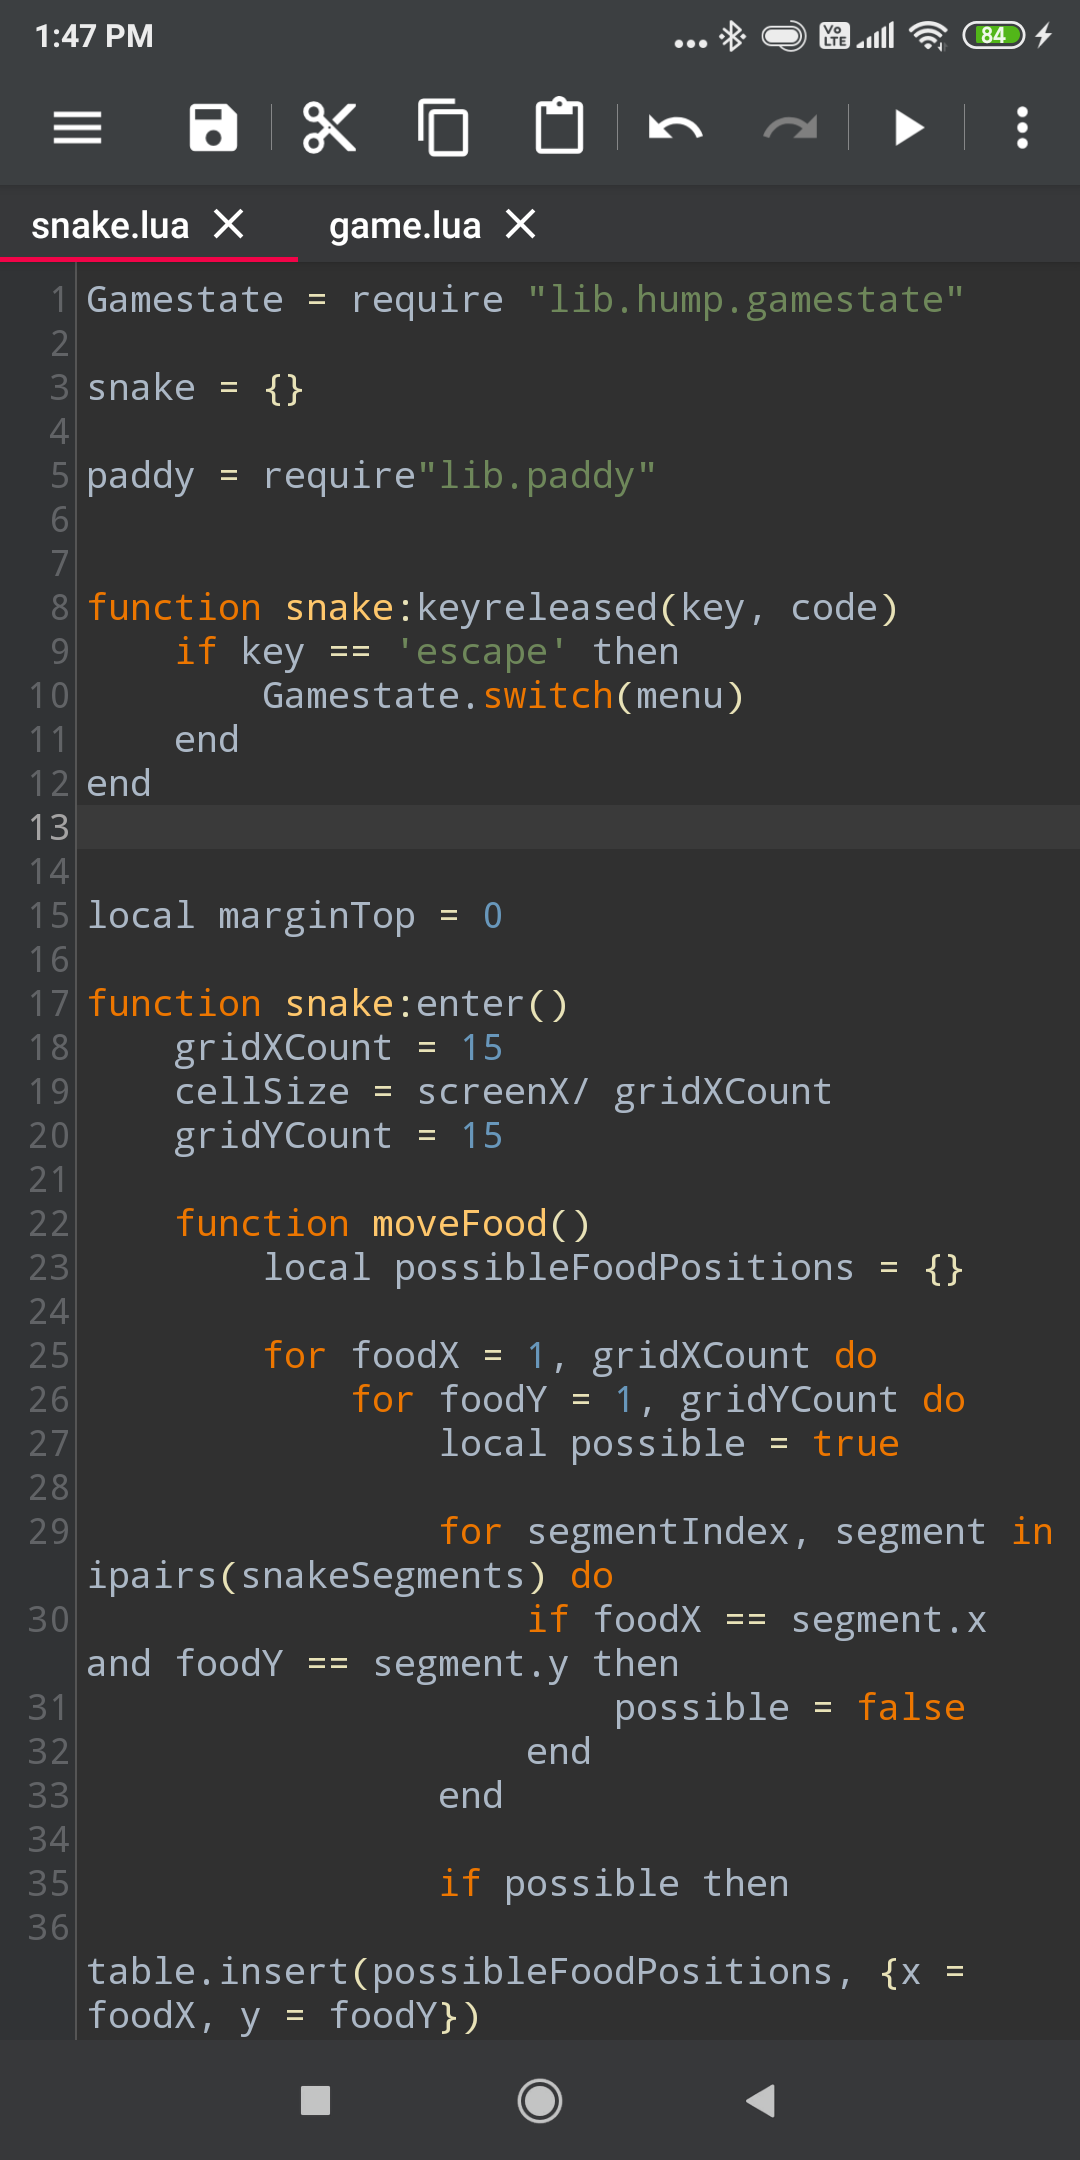 1:47 PM
Vo LTE
84
snake.lua
game.lua
1 Gamestate = require "lib.hump.gamestate"
2
3 snake = {}
4
5 paddy = require"lib.paddy"
6
7
8 function snake:keyreleased(key, code)
9 if key == 'escape' then
10 Gamestate.switch(menu)
11 end
12 end
13
14
15 local marginTop = 0
16
17 function snake:enter()
18 gridXCount = 15
19 cellSize = screenX/ gridXCount
20 gridYCount = 15
21
22 function moveFood()
23 local possibleFoodPositions = {}
24
25 for foodX = 1, gridXCount do
26 for foodY = 1, gridYCount do
27 local possible = true
28
29 for segmentIndex, segment in
ipairs(snakeSegments) do
30 if foodX == segment.x
and foodY == segment.y then
31 possible = false
32 end
33 end
34
35 if possible then
36
table.insert(possibleFoodPositions, {x =
foodX, y = foodY})